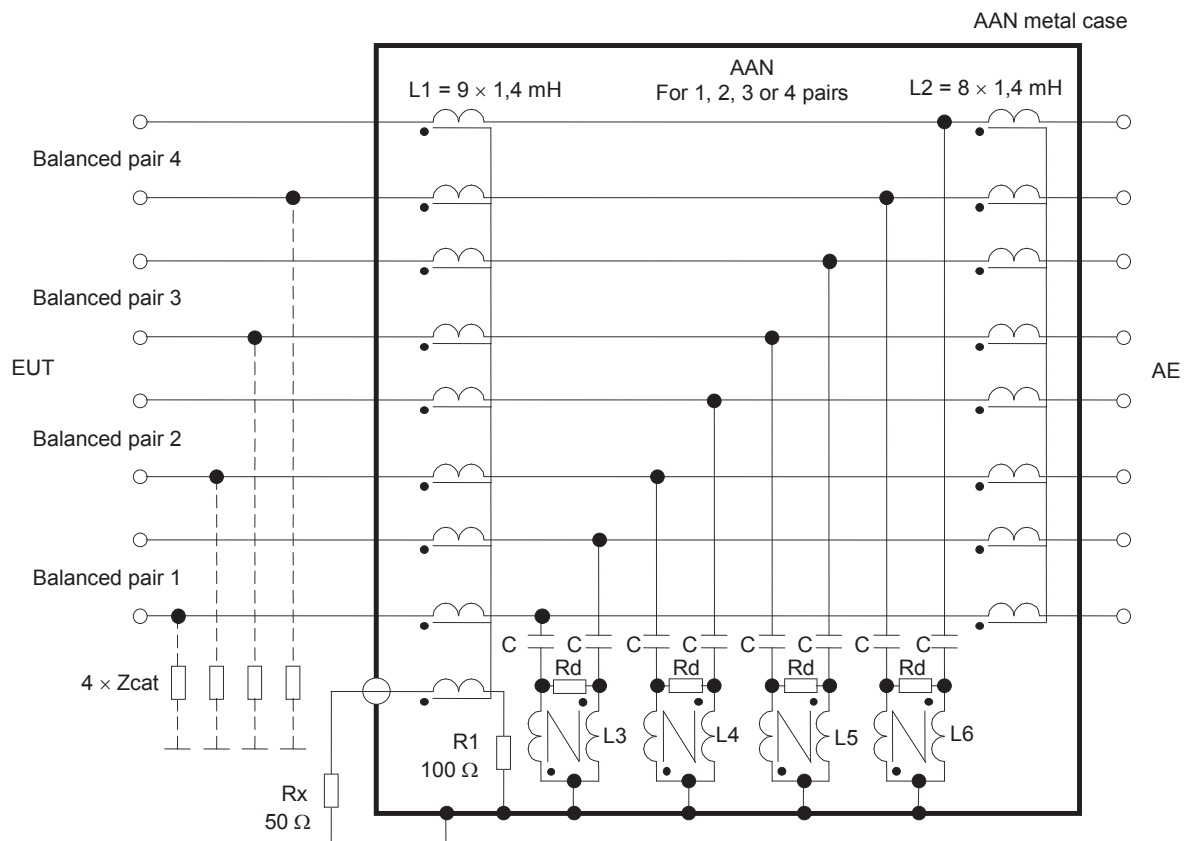 AAN metal case
AAN
For 1, 2, 3 or 4 pairs
L1 = 9 × 1,4 mH
L2 = 8 × 1,4 mH
Balanced pair 4
Balanced pair 3
EUT
AE
Balanced pair 2
Balanced pair 1
C C C C C C C C
Rd Rd Rd Rd
4 × Zcat
L3 L4 L5 L6
R1
100 Ω
Rx
50 Ω